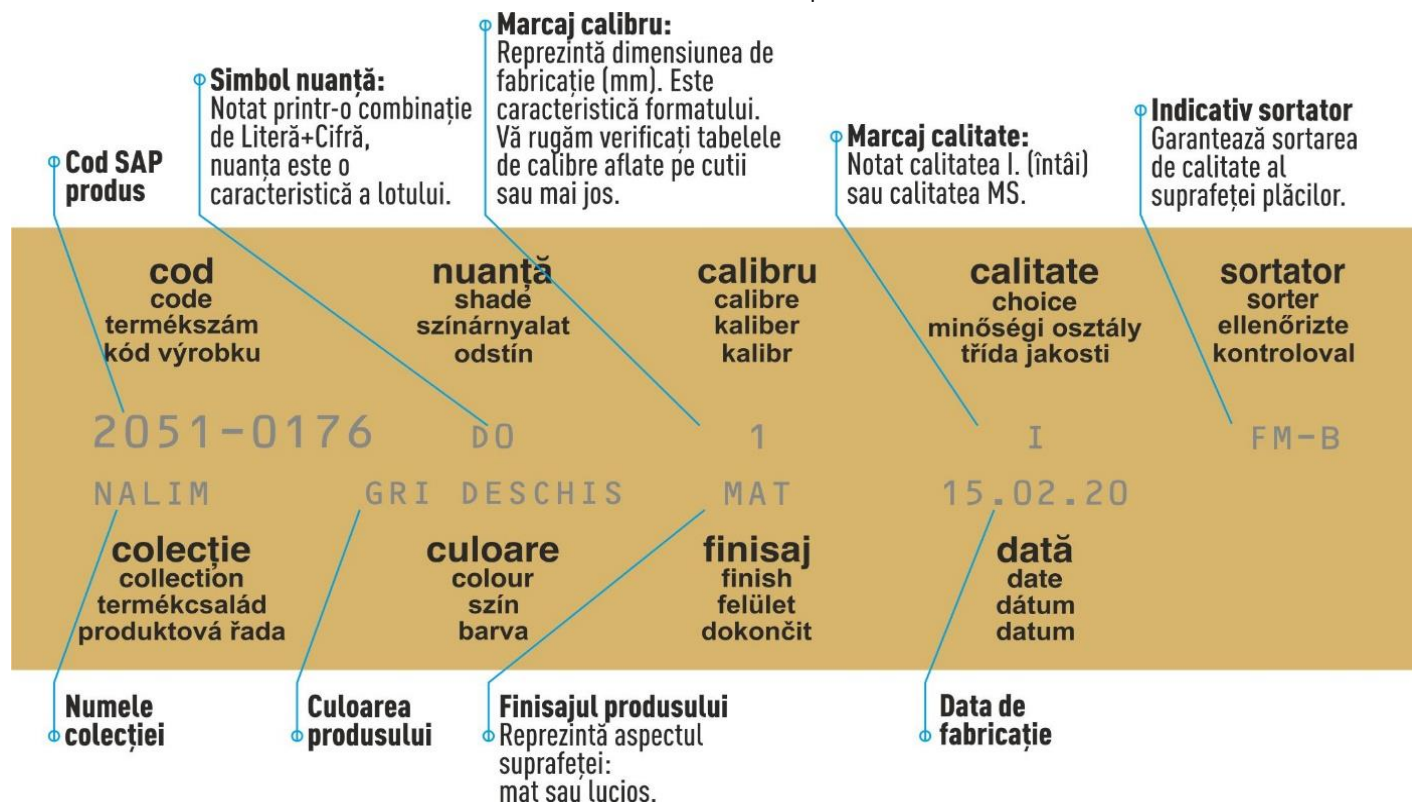 Marcaj calibru:
Reprezintă dimensiunea de
fabricație (mm). Este
caracteristică formatului.
Vă rugăm verificați tabelele
de calibre aflate pe cutii
sau mai jos.
Simbol nuanță:
Notat printr-o combinație
de Literă+Cifră,
nuanța este o
caracteristică a lotului.
Cod SAP
produs
Marcaj calitate:
Notat calitatea I. (întâi)
sau calitatea MS.
Indicativ sortator
Garantează sortarea
de calitate al
suprafeței plăcilor.
cod
code
termékszám
kód výrobku
nuanță
shade
színárnyalat
odstín
calibru
calibre
kaliber
kalibr
calitate
choice
minőségi osztály
třída jakosti
sortator
sorter
ellenőrizte
kontroloval
2051-0176 DO 1 I FM-B
NALIM GRI DESCHIS MAT 15.02.20
colecție
collection
termékcsalád
produktová řada
culoare
colour
szín
barva
finisaj
finish
felület
dokončit
dată
date
dátum
datum
Numele
colecției
Culoarea
produsului
Finisajul produsului
Reprezintă aspectul
suprafeței:
mat sau lucios.
Data de
fabricație